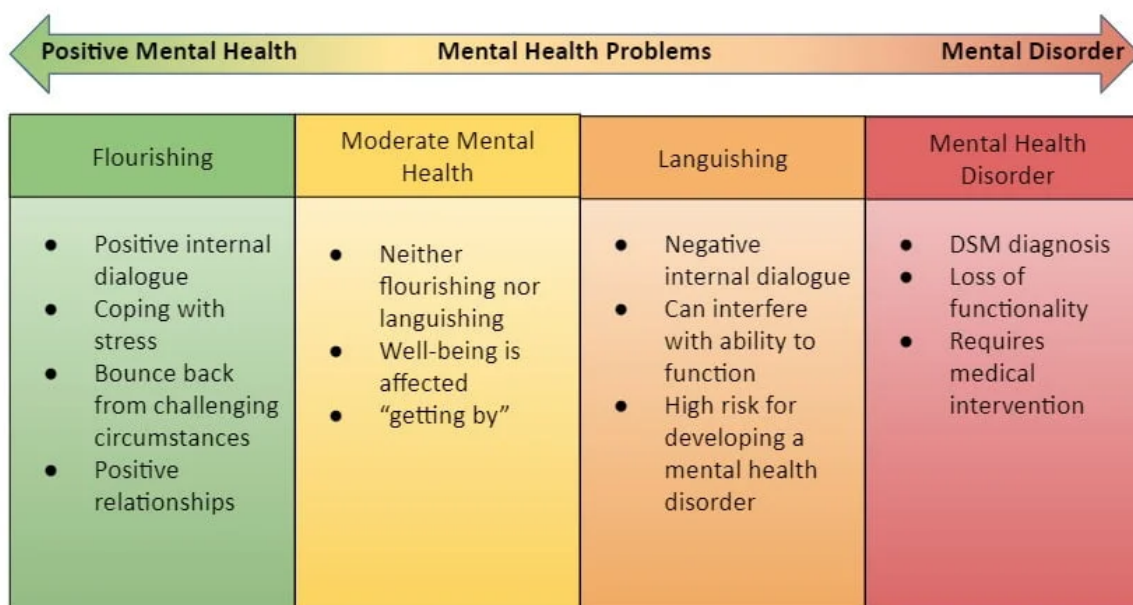 Positive Mental Health Mental Health Problems Mental Disorder
Flourishing
● Positive internal
dialogue
● Coping with
stress
● Bounce back
from challenging
circumstances
● Positive
relationships
Moderate Mental
Health
● Neither
flourishing nor
languishing
● Well-being is
affected
● “getting by”
Languishing
● Negative
internal dialogue
● Can interfere
with ability to
function
● High risk for
developing a
mental health
disorder
Mental Health
Disorder
● DSM diagnosis
● Loss of
functionality
● Requires
medical
intervention